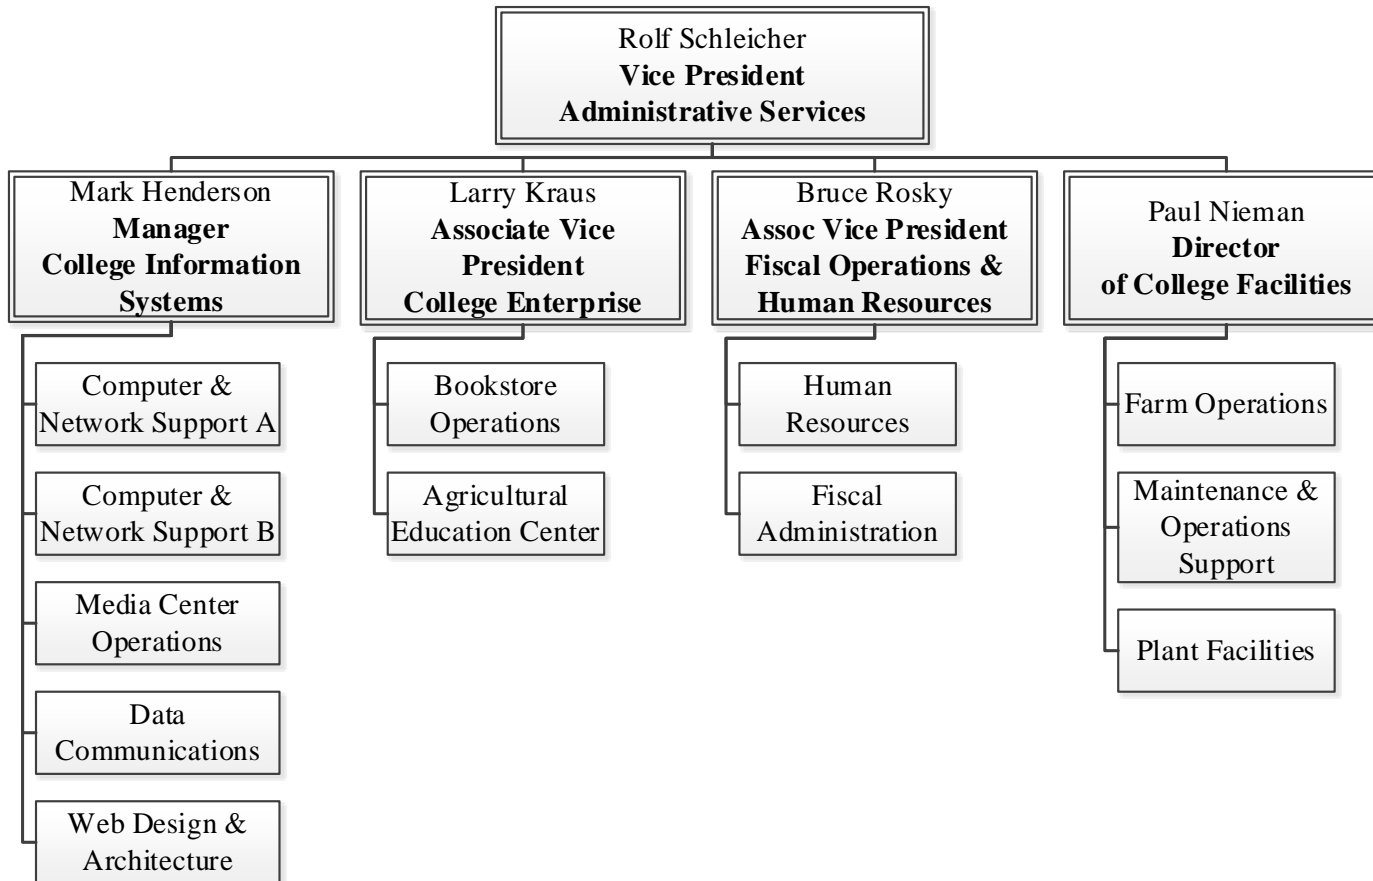 Rolf Schleicher
Vice President
Administrative Services
Mark Henderson
Manager
College Information
Systems
Larry Kraus
Associate Vice
President
College Enterprise
Bruce Rosky
Assoc Vice President
Fiscal Operations &
Human Resources
Paul Nieman
Director
of College Facilities
Computer &
Network Support A
Computer &
Network Support B
Media Center
Operations
Data
Communications
Web Design &
Architecture
Bookstore
Operations
Agricultural
Education Center
Human
Resources
Fiscal
Administration
Farm Operations
Maintenance &
Operations
Support
Plant Facilities